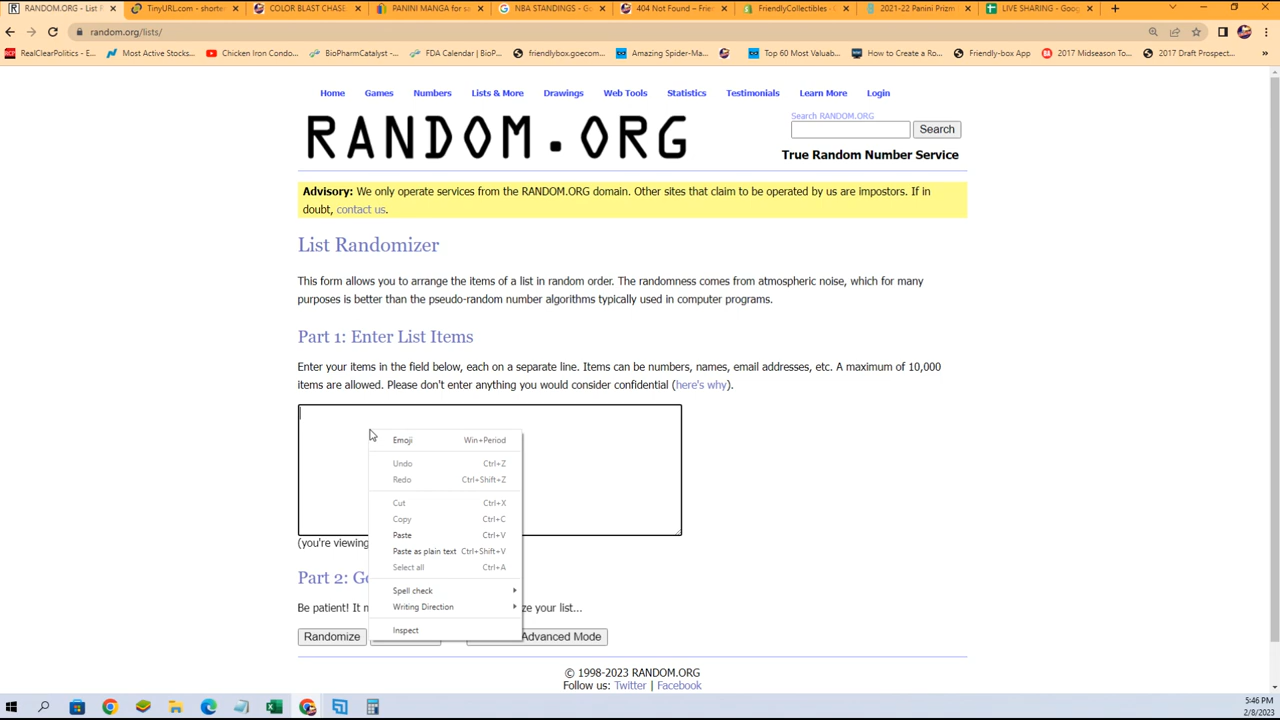 RANDOM.ORG - List R
TinyURL.com - shorte
COLOR BLAST CHASE
PANINI MANGA for sa
NBA STANDINGS - Go
404 Not Found – Frie
FriendlyCollectibles -
2021-22 Panini Prizm
LIVE SHARING - Goog
random.org/lists/
RealClearPolitics - Most Active Stocks... Chicken Iron Condo... BioPharmCatalyst -... FDA Calendar | BioP... friendlybox.goecom... Amazing Spider-Ma... Top 60 Most Valuab... How to Create a Ro... Friendly-box App 2017 Midseason To... 2017 Draft Prospect... »
Home Games Numbers Lists & More Drawings Web Tools Statistics Testimonials Learn More Login
RANDOM.ORG
Search RANDOM.ORG
Search
True Random Number Service
Advisory: We only operate services from the RANDOM.ORG domain. Other sites that claim to be operated by us are impostors. If in
doubt, contact us.
List Randomizer
This form allows you to arrange the items of a list in random order. The randomness comes from atmospheric noise, which for many
purposes is better than the pseudo-random number algorithms typically used in computer programs.
Part 1: Enter List Items
Enter your items in the field below, each on a separate line. Items can be numbers, names, email addresses, etc. A maximum of 10,000
items are allowed. Please don't enter anything you would consider confidential (here's why).
Emoji Win+Period
Undo Ctrl+Z
Redo Ctrl+Shift+Z
Cut Ctrl+X
Copy Ctrl+C
Paste Ctrl+V
Paste as plain text Ctrl+Shift+V
Select all Ctrl+A
Spell check
Writing Direction
Inspect
(you're viewing
Part 2: G
Be patient! It m ze your list...
Randomize Advanced Mode
© 1998-2023 RANDOM.ORG
Follow us: Twitter | Facebook
5:46 PM
2/8/2023